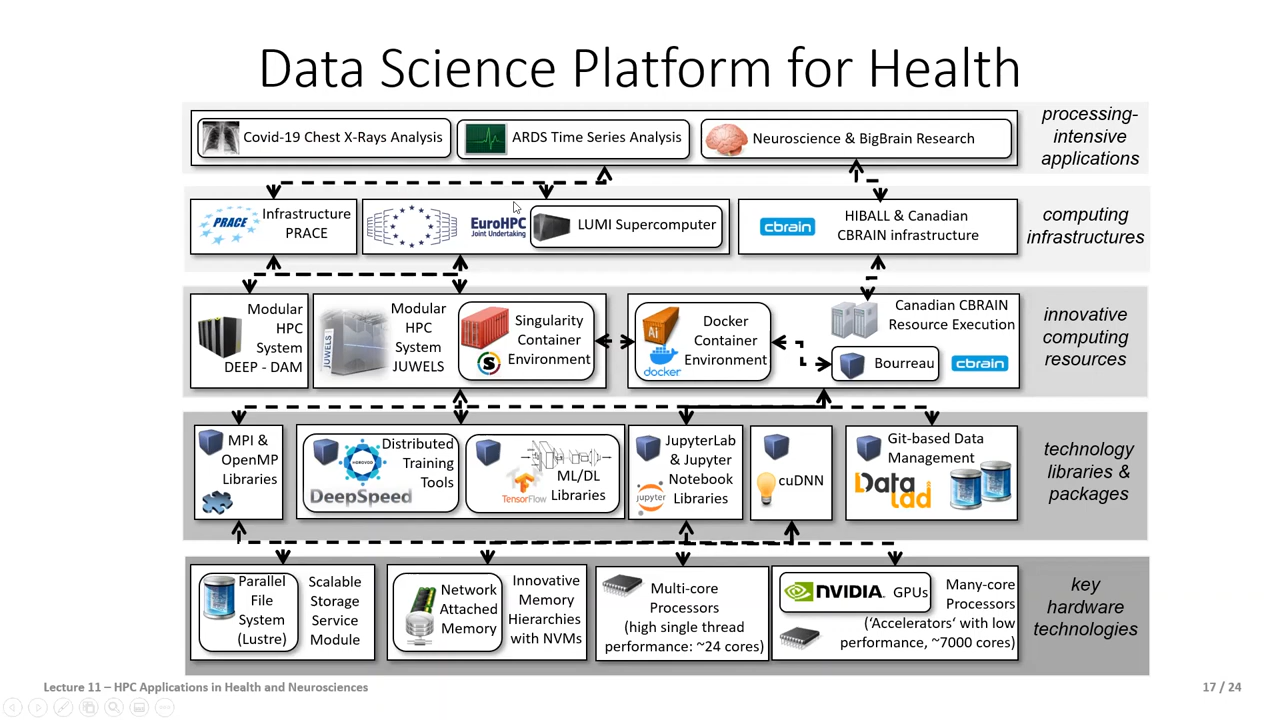 Data Science Platform for Health
Covid-19 Chest X-Rays Analysis
ARDS Time Series Analysis
Neuroscience & BigBrain Research
processing-
intensive
applications
PRACE
Infrastructure
PRACE
EuroHPC
Joint Undertaking
LUMI Supercomputer
cbrain
HIBALL & Canadian
CBRAIN infrastructure
computing
infrastructures
Modular
HPC
System
DEEP - DAM
JUWELS
Modular
HPC
System
JUWELS
Singularity
Container
Environment
S
Ai
docker
Docker
Container
Environment
Canadian CBRAIN
Resource Execution
Bourreau
cbrain
innovative
computing
resources
MPI &
OpenMP
Libraries
HOROVOD
Distributed
Training
Tools
DeepSpeed
TensorFlow
ML/DL
Libraries
JupyterLab
& Jupyter
Notebook
Libraries
jupyter
cuDNN
Git-based Data
Management
Data
lad
technology
libraries &
packages
Parallel
File
System
(Lustre)
Scalable
Storage
Service
Module
Network
Attached
Memory
Innovative
Memory
Hierarchies
with NVMs
Multi-core
Processors
(high single thread
performance: ~24 cores)
NVIDIA. GPUs
Many-core
Processors
('Accelerators' with low
performance, ~7000 cores)
key
hardware
technologies
Lecture 11 – HPC Applications in Health and Neurosciences
17 / 24